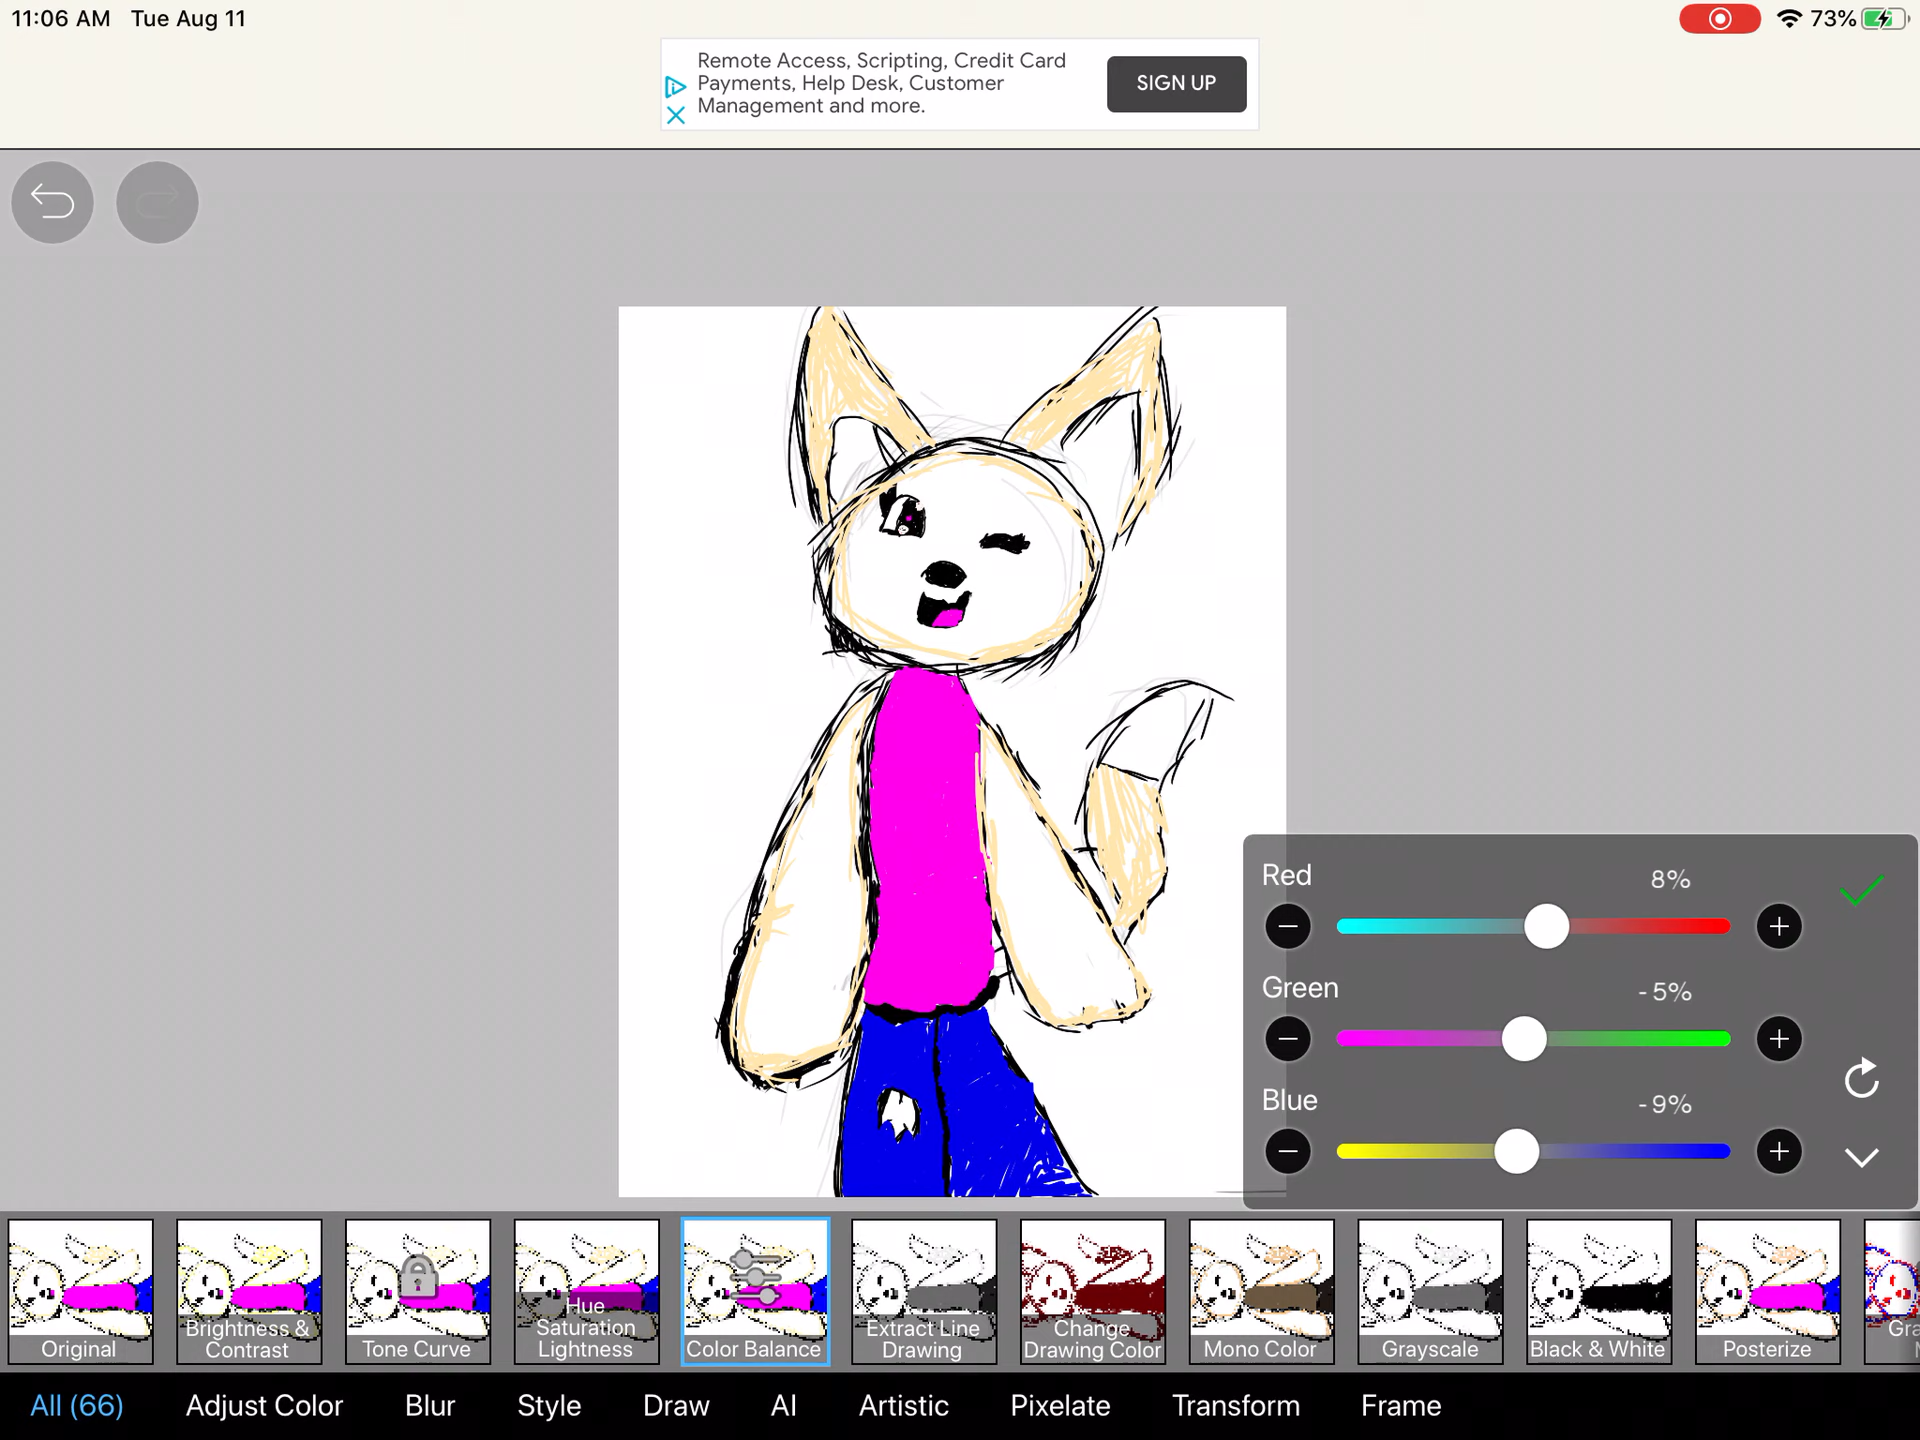 11:06 AM Tue Aug 11
73%
Remote Access, Scripting, Credit Card
Payments, Help Desk, Customer
Management and more.
SIGN UP
Red
8%
Green
- 5%
Blue
- 9%
Original
Brightness &
Contrast
Tone Curve
Hue
Saturation
Lightness
Color Balance
Extract Line
Drawing
Change
Drawing Color
Mono Color
Grayscale
Black & White
Posterize
All (66)
Adjust Color
Blur
Style
Draw
AI
Artistic
Pixelate
Transform
Frame